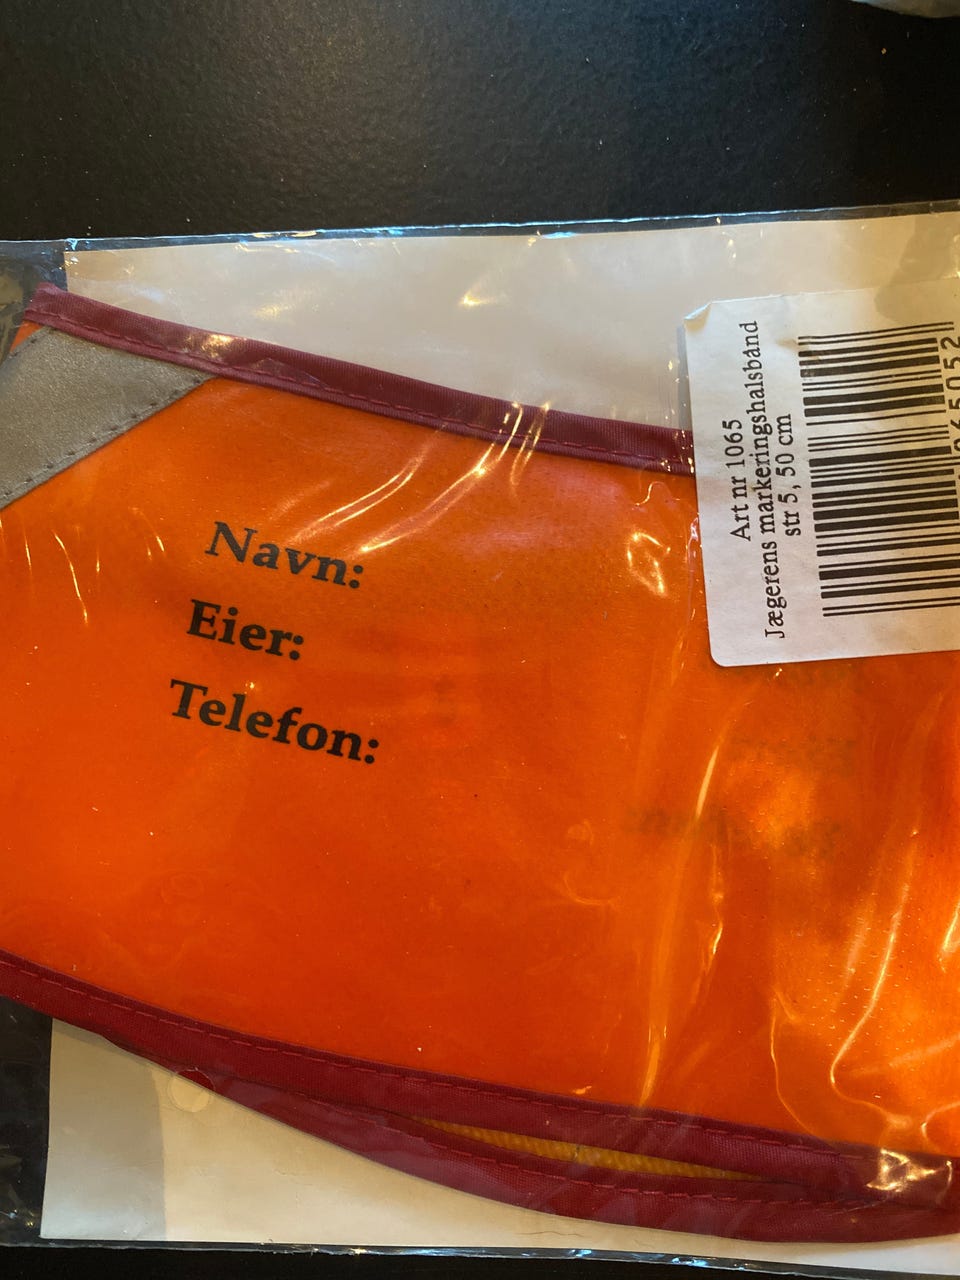 Navn:
Eier:
Telefon:
Art nr 1065
Jægerens markeringshalsbånd
str 5, 50 cm